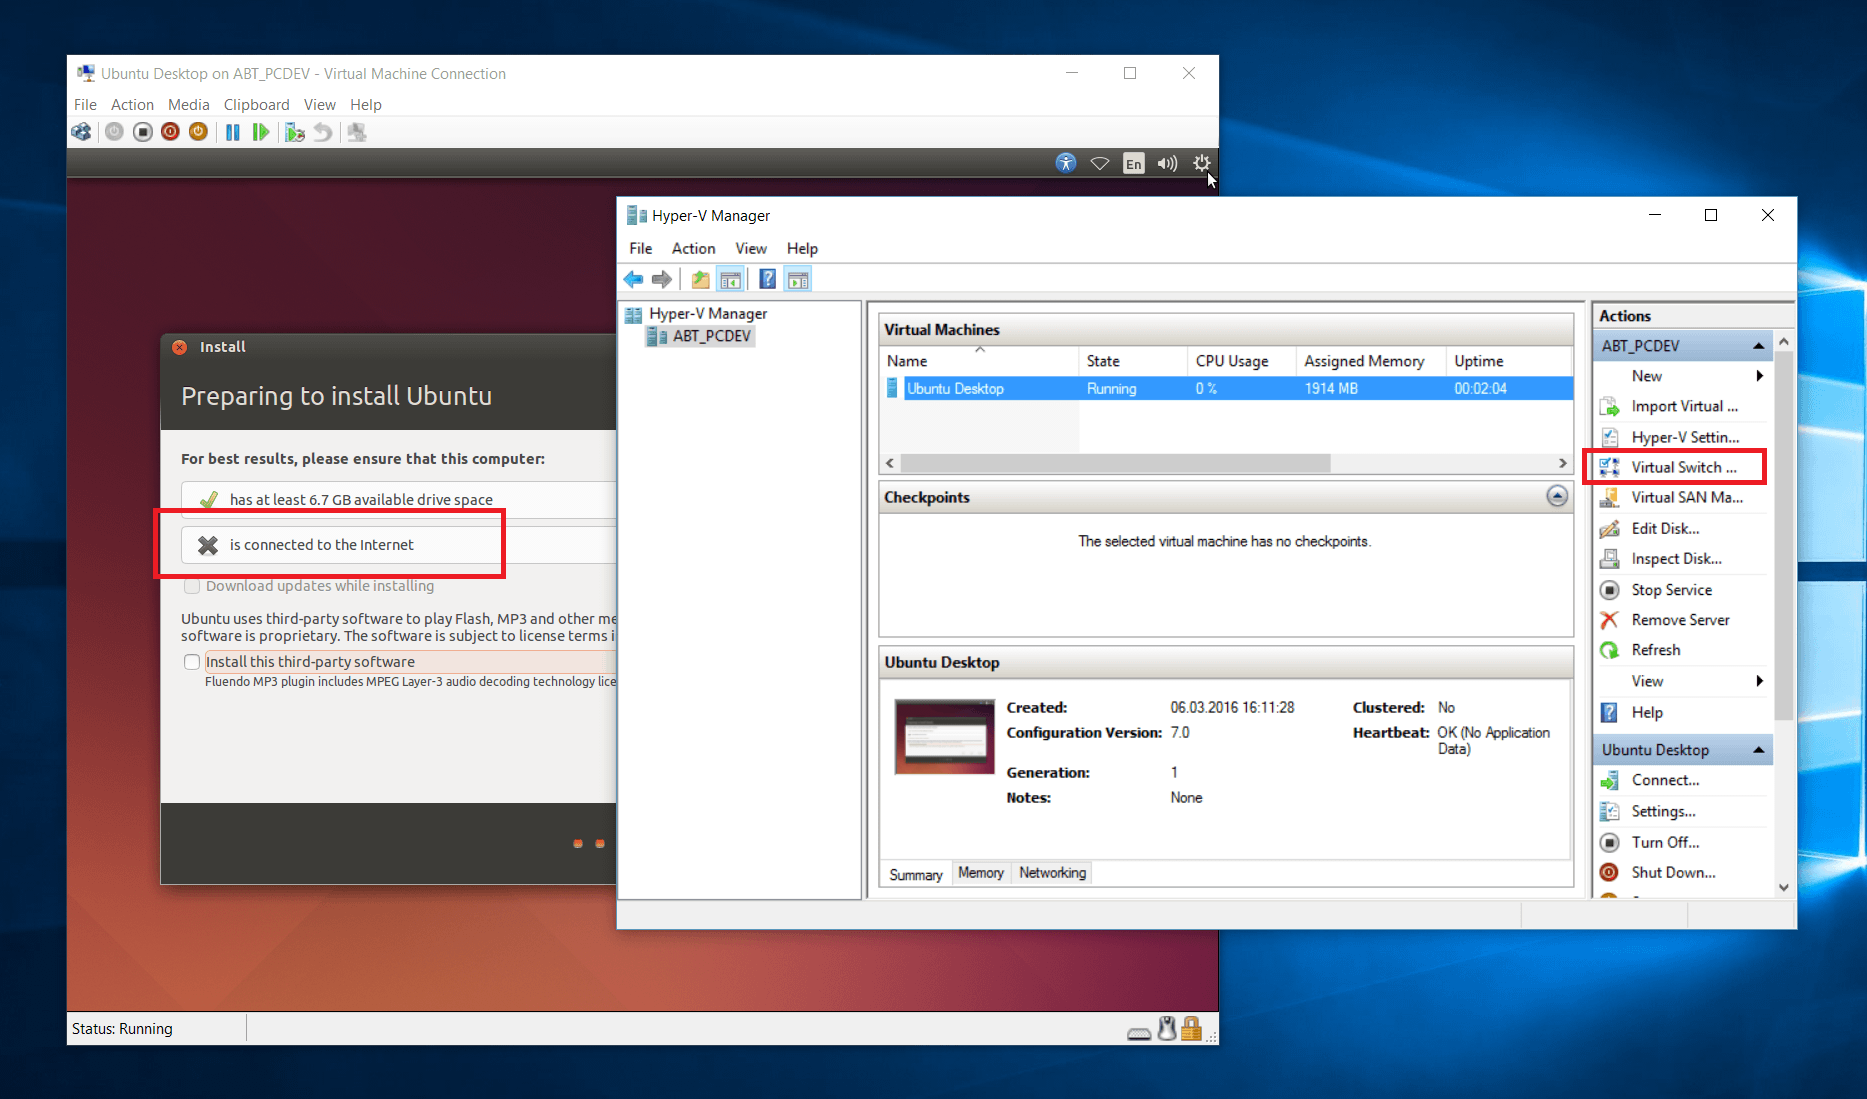 Ubuntu Desktop on ABT_PCDEV - Virtual Machine Connection
File Action Media Clipboard View Help
En
Install
Preparing to install Ubuntu
For best results, please ensure that this computer:
has at least 6.7 GB available drive space
is connected to the Internet
Download updates while installing
Ubuntu uses third-party software to play Flash, MP3 and other me
software is proprietary. The software is subject to license terms i
Install this third-party software
Fluendo MP3 plugin includes MPEG Layer-3 audio decoding technology lice
Status: Running
Hyper-V Manager
File Action View Help
Hyper-V Manager
ABT_PCDEV
Virtual Machines
Name State CPU Usage Assigned Memory Uptime
Ubuntu Desktop Running 0 % 1914 MB 00:02:04
Checkpoints
The selected virtual machine has no checkpoints.
Ubuntu Desktop
Created: 06.03.2016 16:11:28 Clustered: No
Configuration Version: 7.0 Heartbeat: OK (No Application
Data)
Generation: 1
Notes: None
Summary Memory Networking
Actions
ABT_PCDEV
New
Import Virtual ...
Hyper-V Settin...
Virtual Switch ...
Virtual SAN Ma...
Edit Disk...
Inspect Disk...
Stop Service
Remove Server
Refresh
View
Help
Ubuntu Desktop
Connect...
Settings...
Turn Off...
Shut Down...